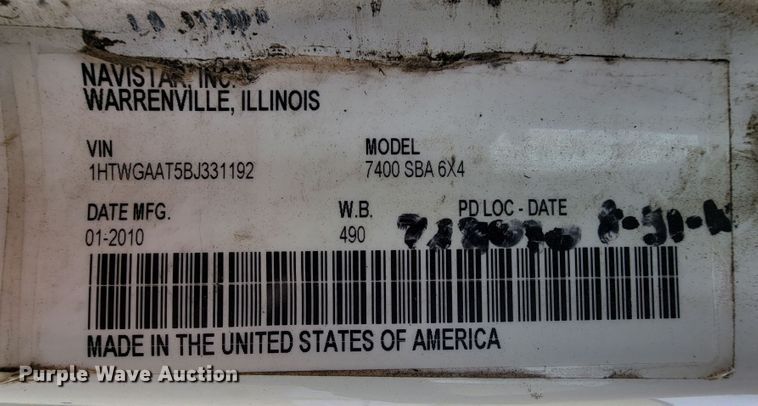 NAVISTAR, INC.
WARRENVILLE, ILLINOIS
VIN MODEL
1HTWGAAT5BJ331192 7400 SBA 6X4
DATE MFG. W.B. PD LOC - DATE
01-2010 490
MADE IN THE UNITED STATES OF AMERICA
Purple Wave Auction